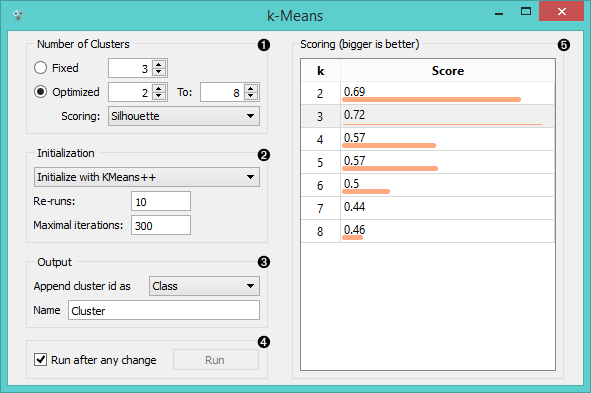 k-Means
Number of Clusters ❶
Fixed 3
Optimized 2 To: 8
Scoring: Silhouette
Initialization ❷
Initialize with KMeans++
Re-runs: 10
Maximal iterations: 300
Output ❸
Append cluster id as Class
Name Cluster
❹
Run after any change Run
Scoring (bigger is better) ❺
k Score
2 0.69
3 0.72
4 0.57
5 0.57
6 0.5
7 0.44
8 0.46